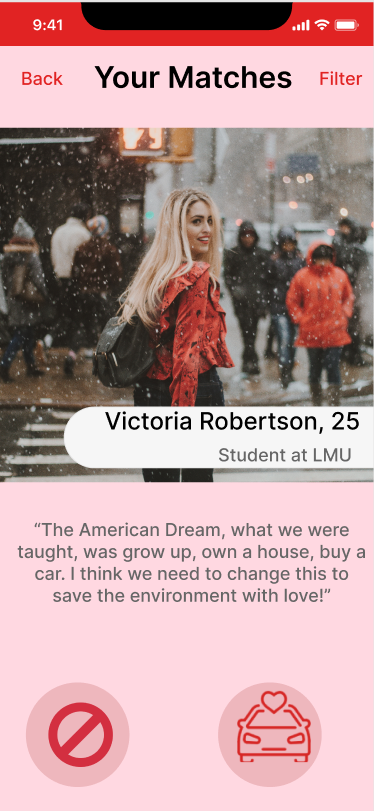 9:41
Back Your Matches Filter
Victoria Robertson, 25
Student at LMU
“The American Dream, what we were
taught, was grow up, own a house, buy a
car. I think we need to change this to
save the environment with love!”